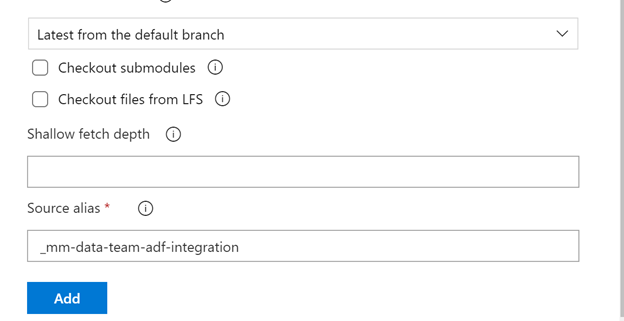 Latest from the default branch
Checkout submodules
Checkout files from LFS
Shallow fetch depth
Source alias *
_mm-data-team-adf-integration
Add